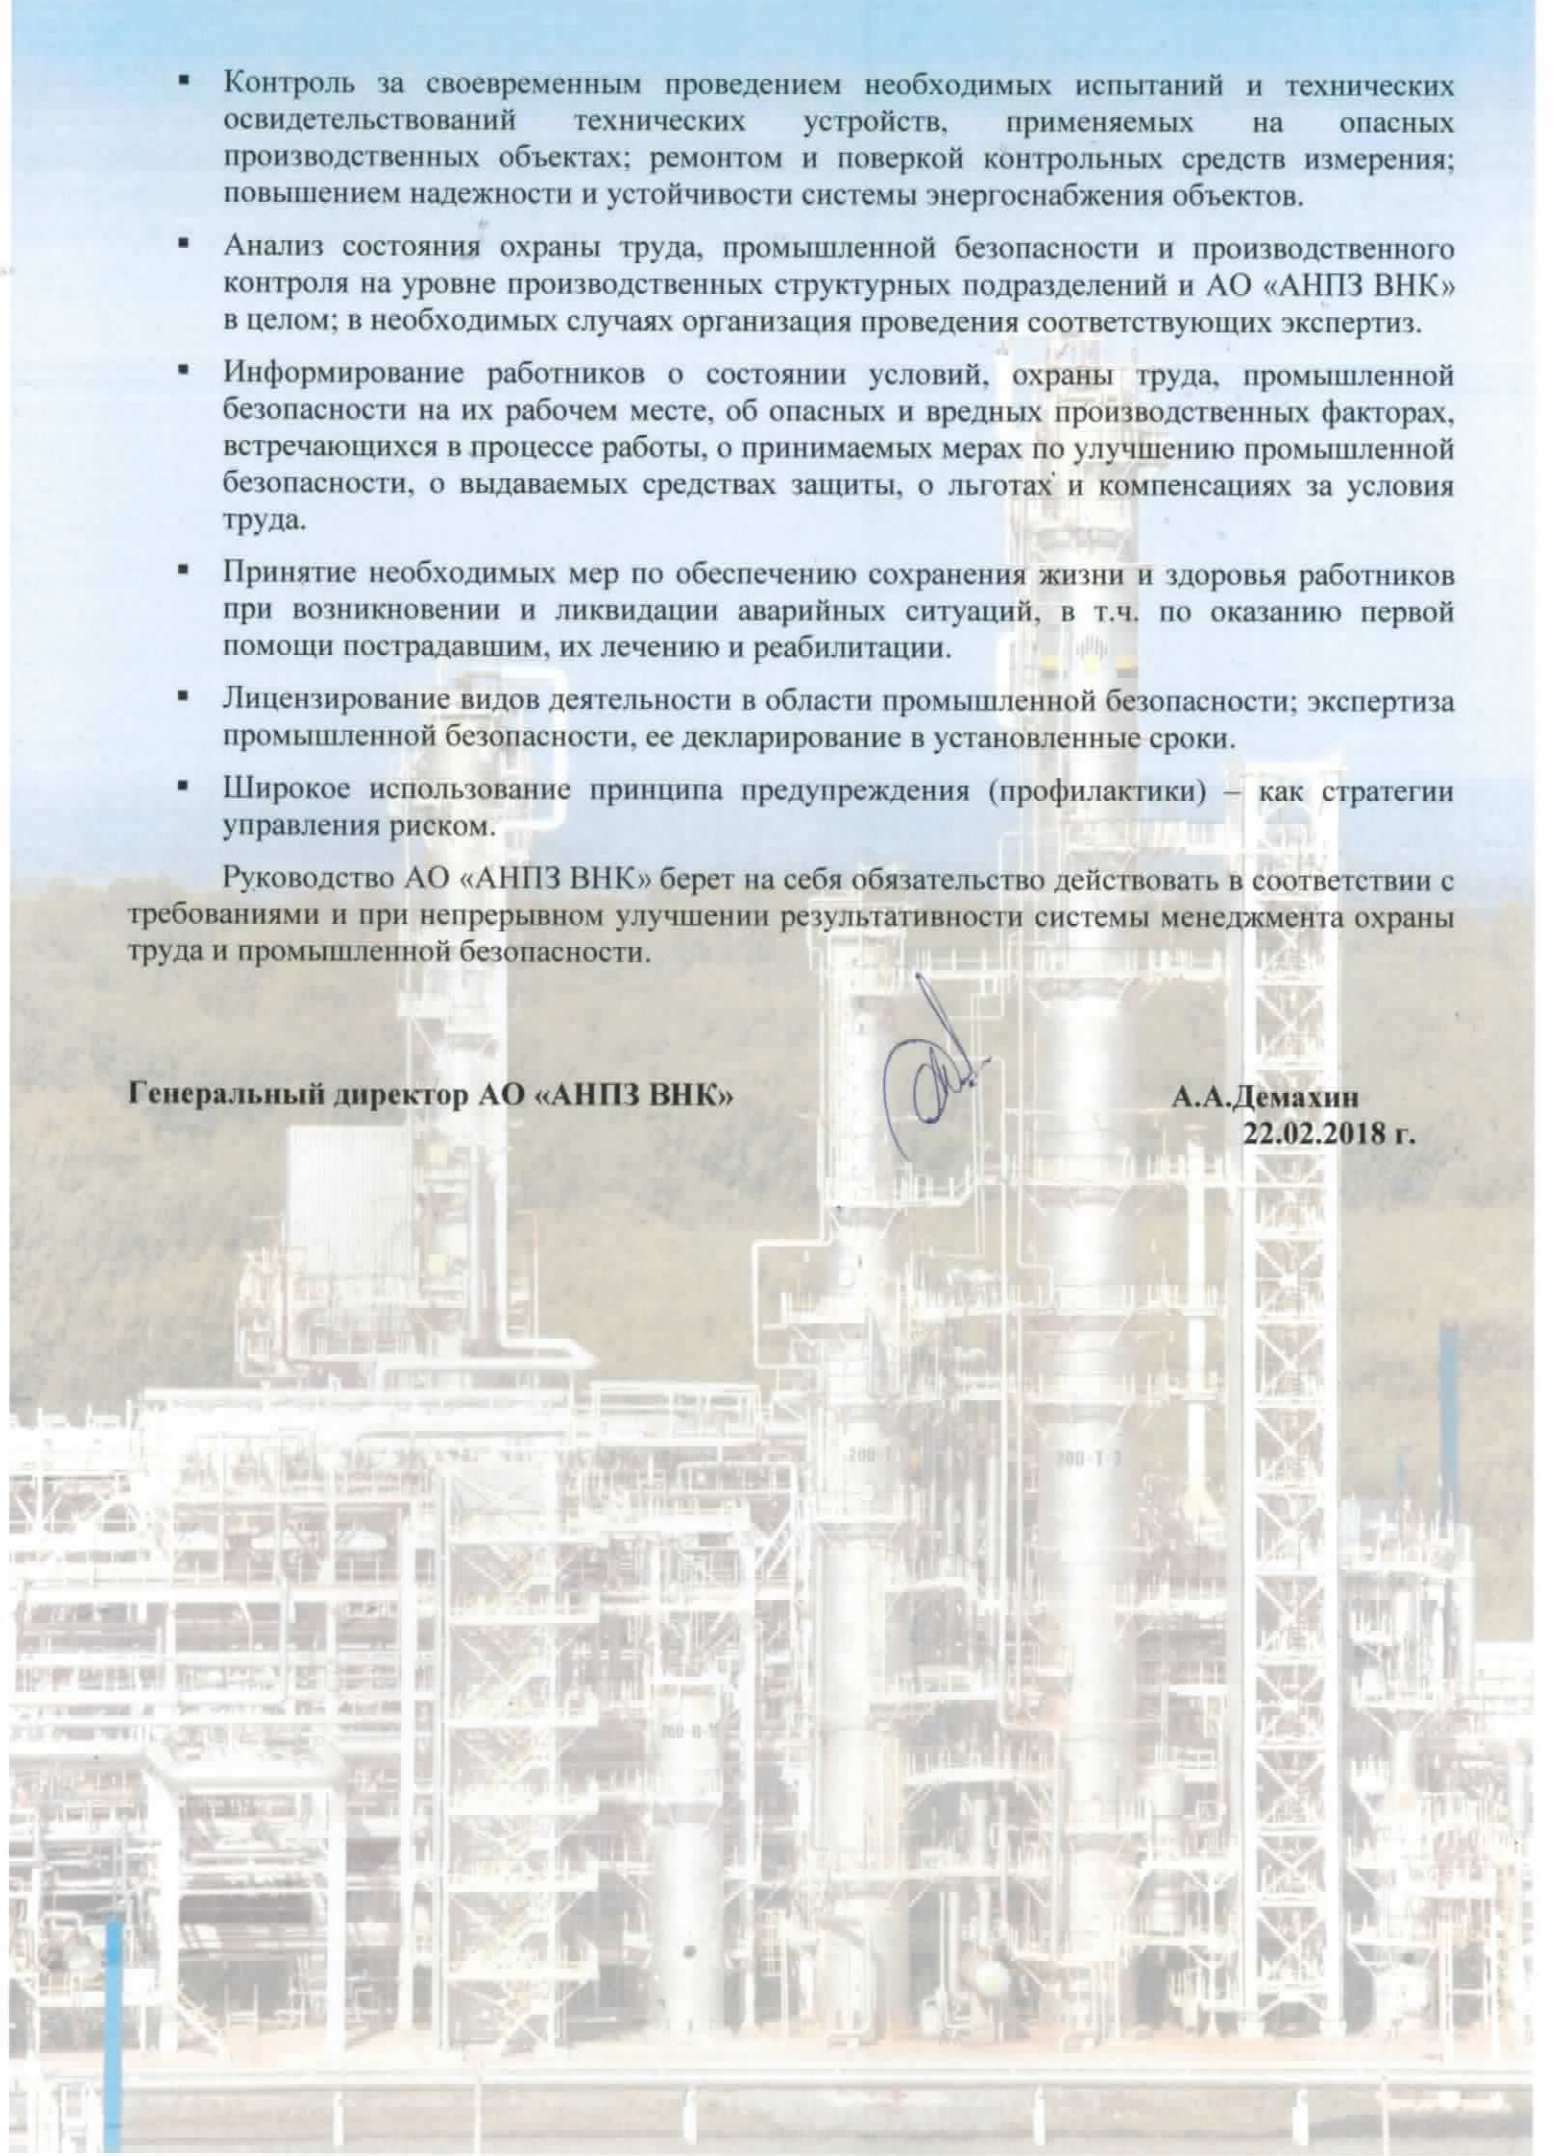 ▪ Контроль за своевременным проведением необходимых испытаний и технических
освидетельствований технических устройств, применяемых на опасных
производственных объектах; ремонтом и поверкой контрольных средств измерения;
повышением надежности и устойчивости системы энергоснабжения объектов.
▪ Анализ состояния охраны труда, промышленной безопасности и производственного
контроля на уровне производственных структурных подразделений и АО «АНПЗ ВНК»
в целом; в необходимых случаях организация проведения соответствующих экспертиз.
▪ Информирование работников о состоянии условий, охраны труда, промышленной
безопасности на их рабочем месте, об опасных и вредных производственных факторах,
встречающихся в процессе работы, о принимаемых мерах по улучшению промышленной
безопасности, о выдаваемых средствах защиты, о льготах и компенсациях за условия
труда.
▪ Принятие необходимых мер по обеспечению сохранения жизни и здоровья работников
при возникновении и ликвидации аварийных ситуаций, в т.ч. по оказанию первой
помощи пострадавшим, их лечению и реабилитации.
▪ Лицензирование видов деятельности в области промышленной безопасности; экспертиза
промышленной безопасности, ее декларирование в установленные сроки.
▪ Широкое использование принципа предупреждения (профилактики) – как стратегии
управления риском.
Руководство АО «АНПЗ ВНК» берет на себя обязательство действовать в соответствии с
требованиями и при непрерывном улучшении результативности системы менеджмента охраны
труда и промышленной безопасности.
Генеральный директор АО «АНПЗ ВНК» А.А.Демахин
22.02.2018 г.